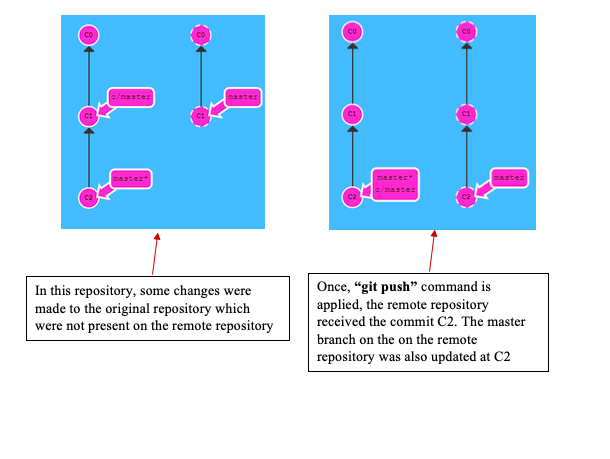 C0
C0
o/master
master
C1
C1
master*
C2
C0
C0
C1
C1
master*
o/master
master
C2
C2
In this repository, some changes were
made to the original repository which
were not present on the remote repository
Once, “git push” command is
applied, the remote repository
received the commit C2. The master
branch on the on the remote
repository was also updated at C2